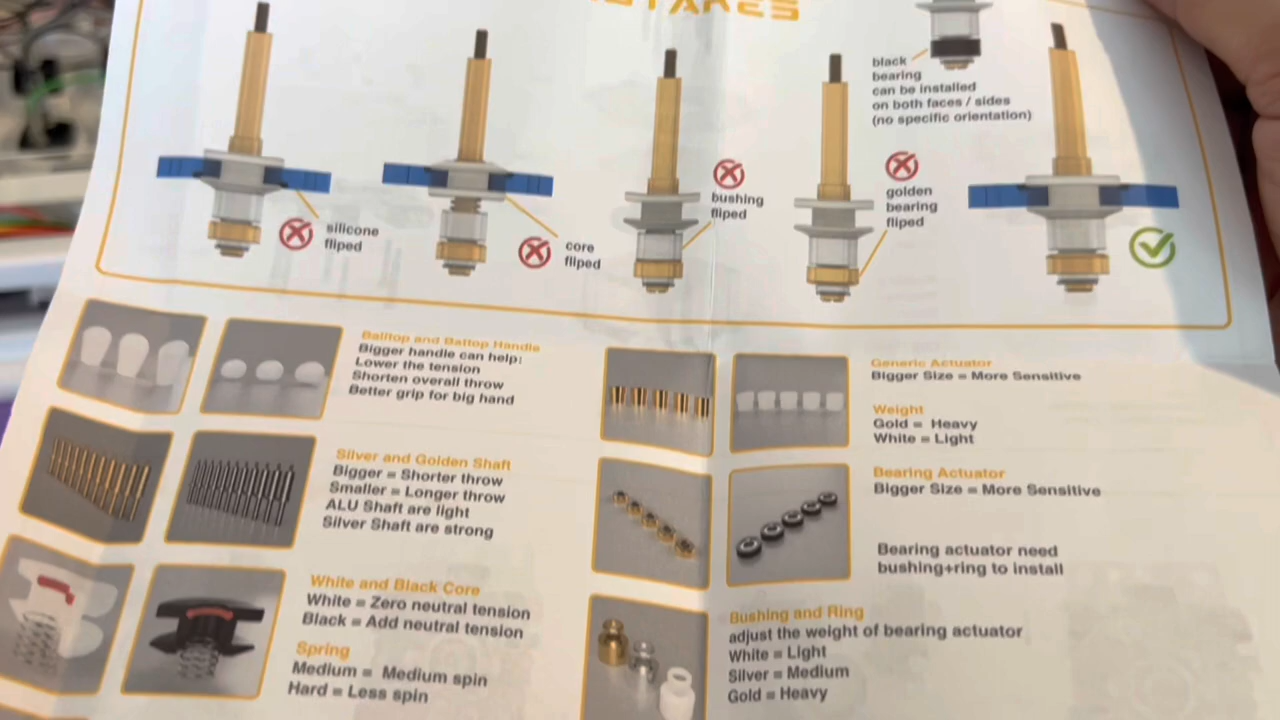 black
bearing
can be installed
on both faces / sides
(no specific orientation)
silicone
fliped
core
fliped
bushing
fliped
golden
bearing
fliped
Balltop and Battop Handle
Bigger handle can help:
Lower the tension
Shorten overall throw
Better grip for big hand
Silver and Golden Shaft
Bigger = Shorter throw
Smaller = Longer throw
ALU Shaft are light
Silver Shaft are strong
White and Black Core
White = Zero neutral tension
Black = Add neutral tension
Spring
Medium = Medium spin
Hard = Less spin
Generic Actuator
Bigger Size = More Sensitive
Weight
Gold = Heavy
White = Light
Bearing Actuator
Bigger Size = More Sensitive
Bearing actuator need
bushing+ring to install
Bushing and Ring
adjust the weight of bearing actuator
White = Light
Silver = Medium
Gold = Heavy